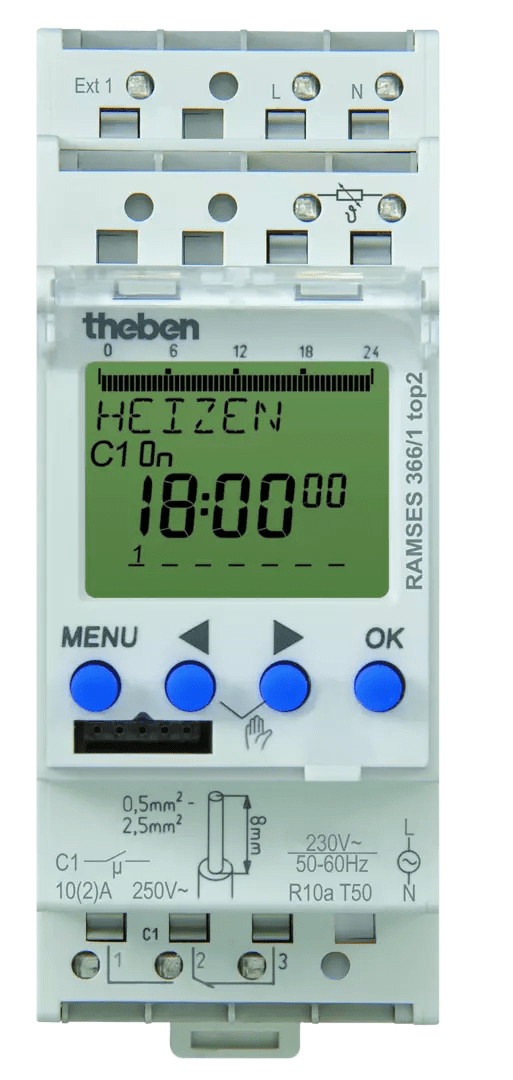 Ext 1 L N
ϑ
theben
0 6 12 18 24
HEIZEN
C1 On
18:00 00
1
RAMSES 366/1 top2
MENU ◀ ▶ OK
0,5mm² -
2,5mm²
8mm
C1 µ
10(2)A 250V~
230V~
50-60Hz
R10a T50
L
N
C1
1 2 3